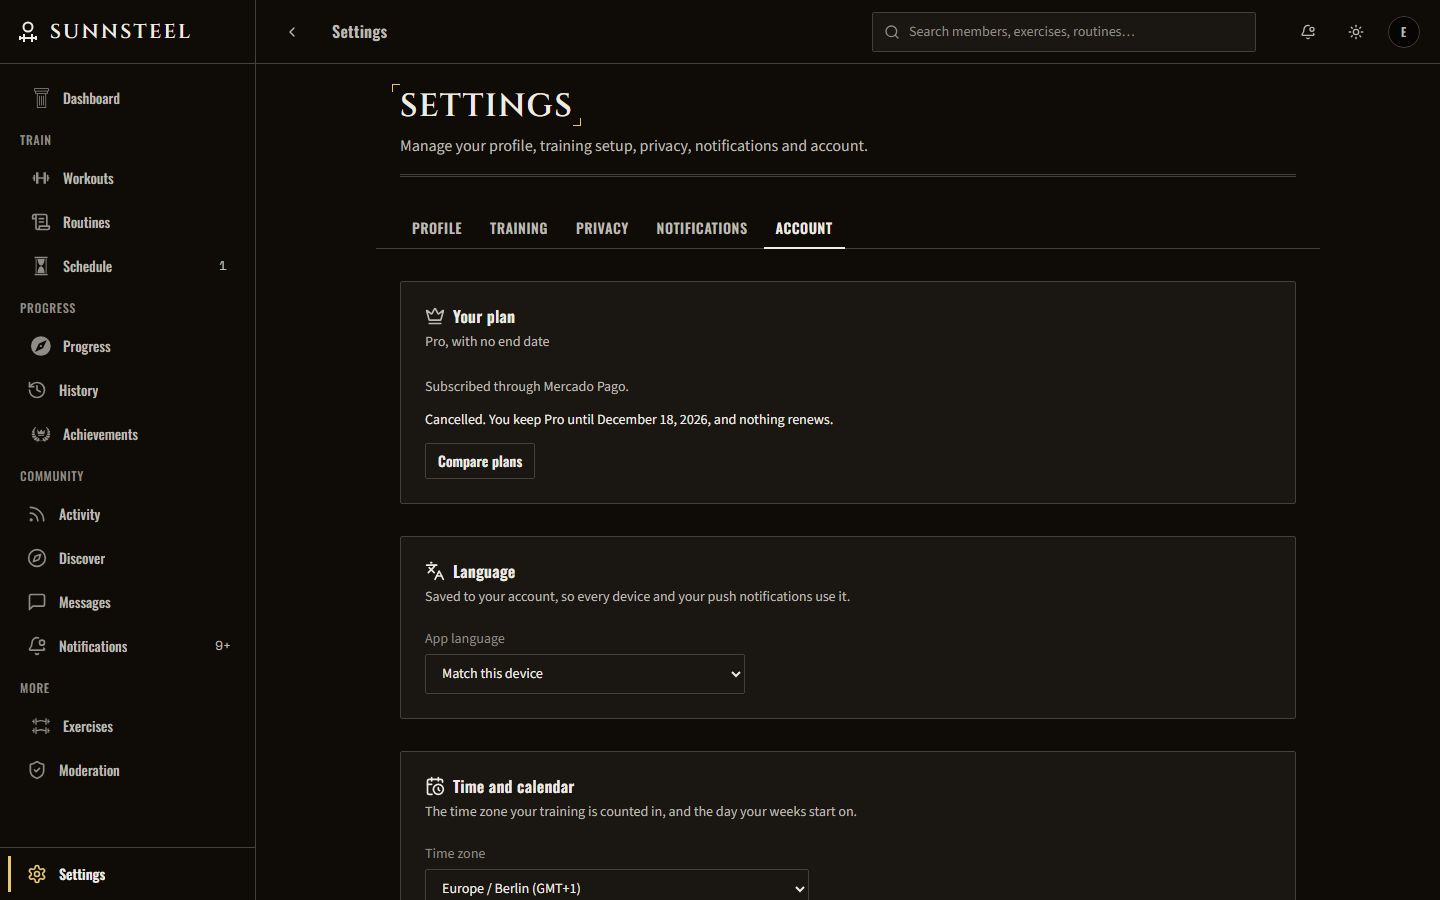 SUNNSTEEL
Settings
Search members, exercises, routines...
E
Dashboard
TRAIN
Workouts
Routines
Schedule 1
PROGRESS
Progress
History
Achievements
COMMUNITY
Activity
Discover
Messages
Notifications 9+
MORE
Exercises
Moderation
Settings
SETTINGS
Manage your profile, training setup, privacy, notifications and account.
PROFILE TRAINING PRIVACY NOTIFICATIONS ACCOUNT
Your plan
Pro, with no end date
Subscribed through Mercado Pago.
Cancelled. You keep Pro until December 18, 2026, and nothing renews.
Compare plans
Language
Saved to your account, so every device and your push notifications use it.
App language
Match this device
Time and calendar
The time zone your training is counted in, and the day your weeks start on.
Time zone
Europe / Berlin (GMT+1)